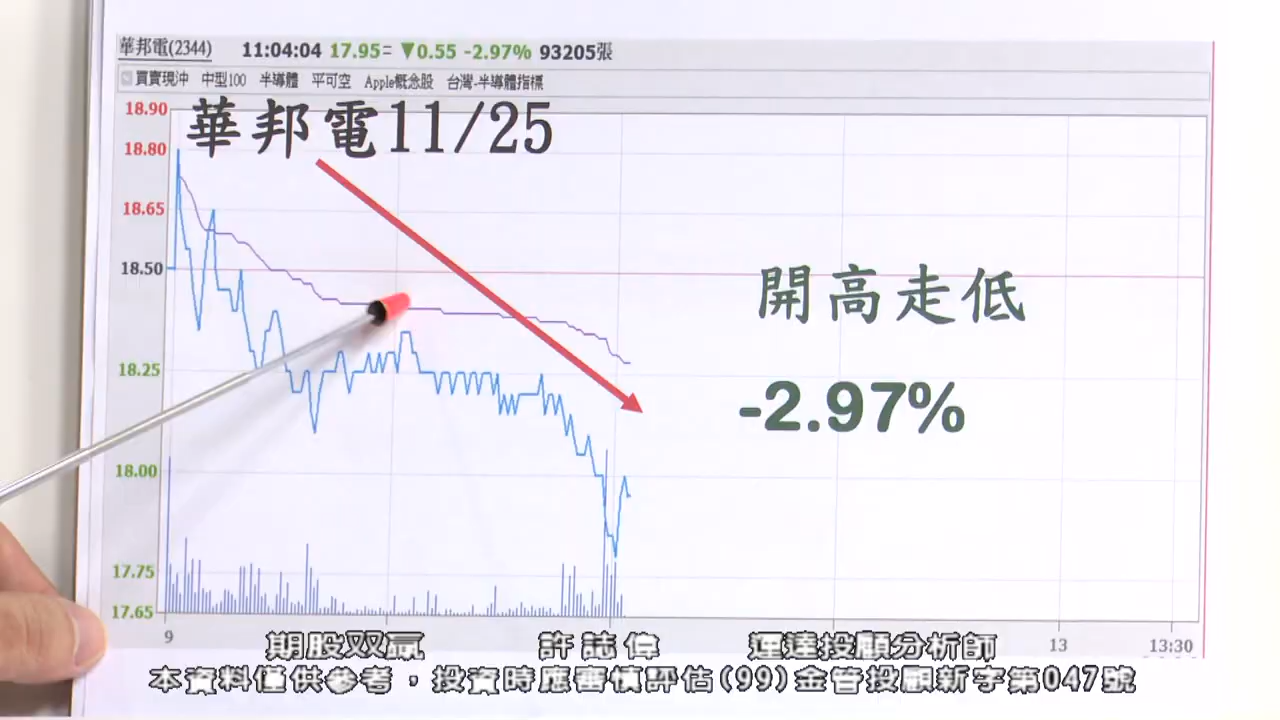 華邦電(2344) 11:04:04 17.95= ▼0.55 -2.97% 93205張
買賣現沖 中型100 半導體 平可空 Apple概念股 台灣-半導體指標
18.90
華邦電11/25
18.80
18.65
18.50
開高走低
18.25
-2.97%
18.00
17.75
17.65
9 13 13:30
期股双贏 許誌偉 運達投顧分析師
本資料僅供參考，投資時應審慎評估(99)金管投顧新字第047號